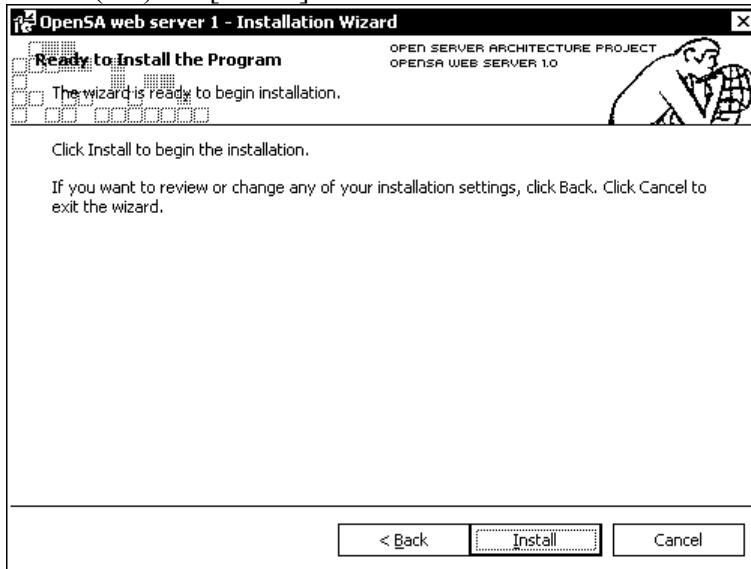 OpenSA web server 1 - Installation Wizard
Ready to Install the Program
OPEN SERVER ARCHITECTURE PROJECT
OPENSA WEB SERVER 1.0
The wizard is ready to begin installation.
Click Install to begin the installation.
If you want to review or change any of your installation settings, click Back. Click Cancel to
exit the wizard.
< Back
Install
Cancel